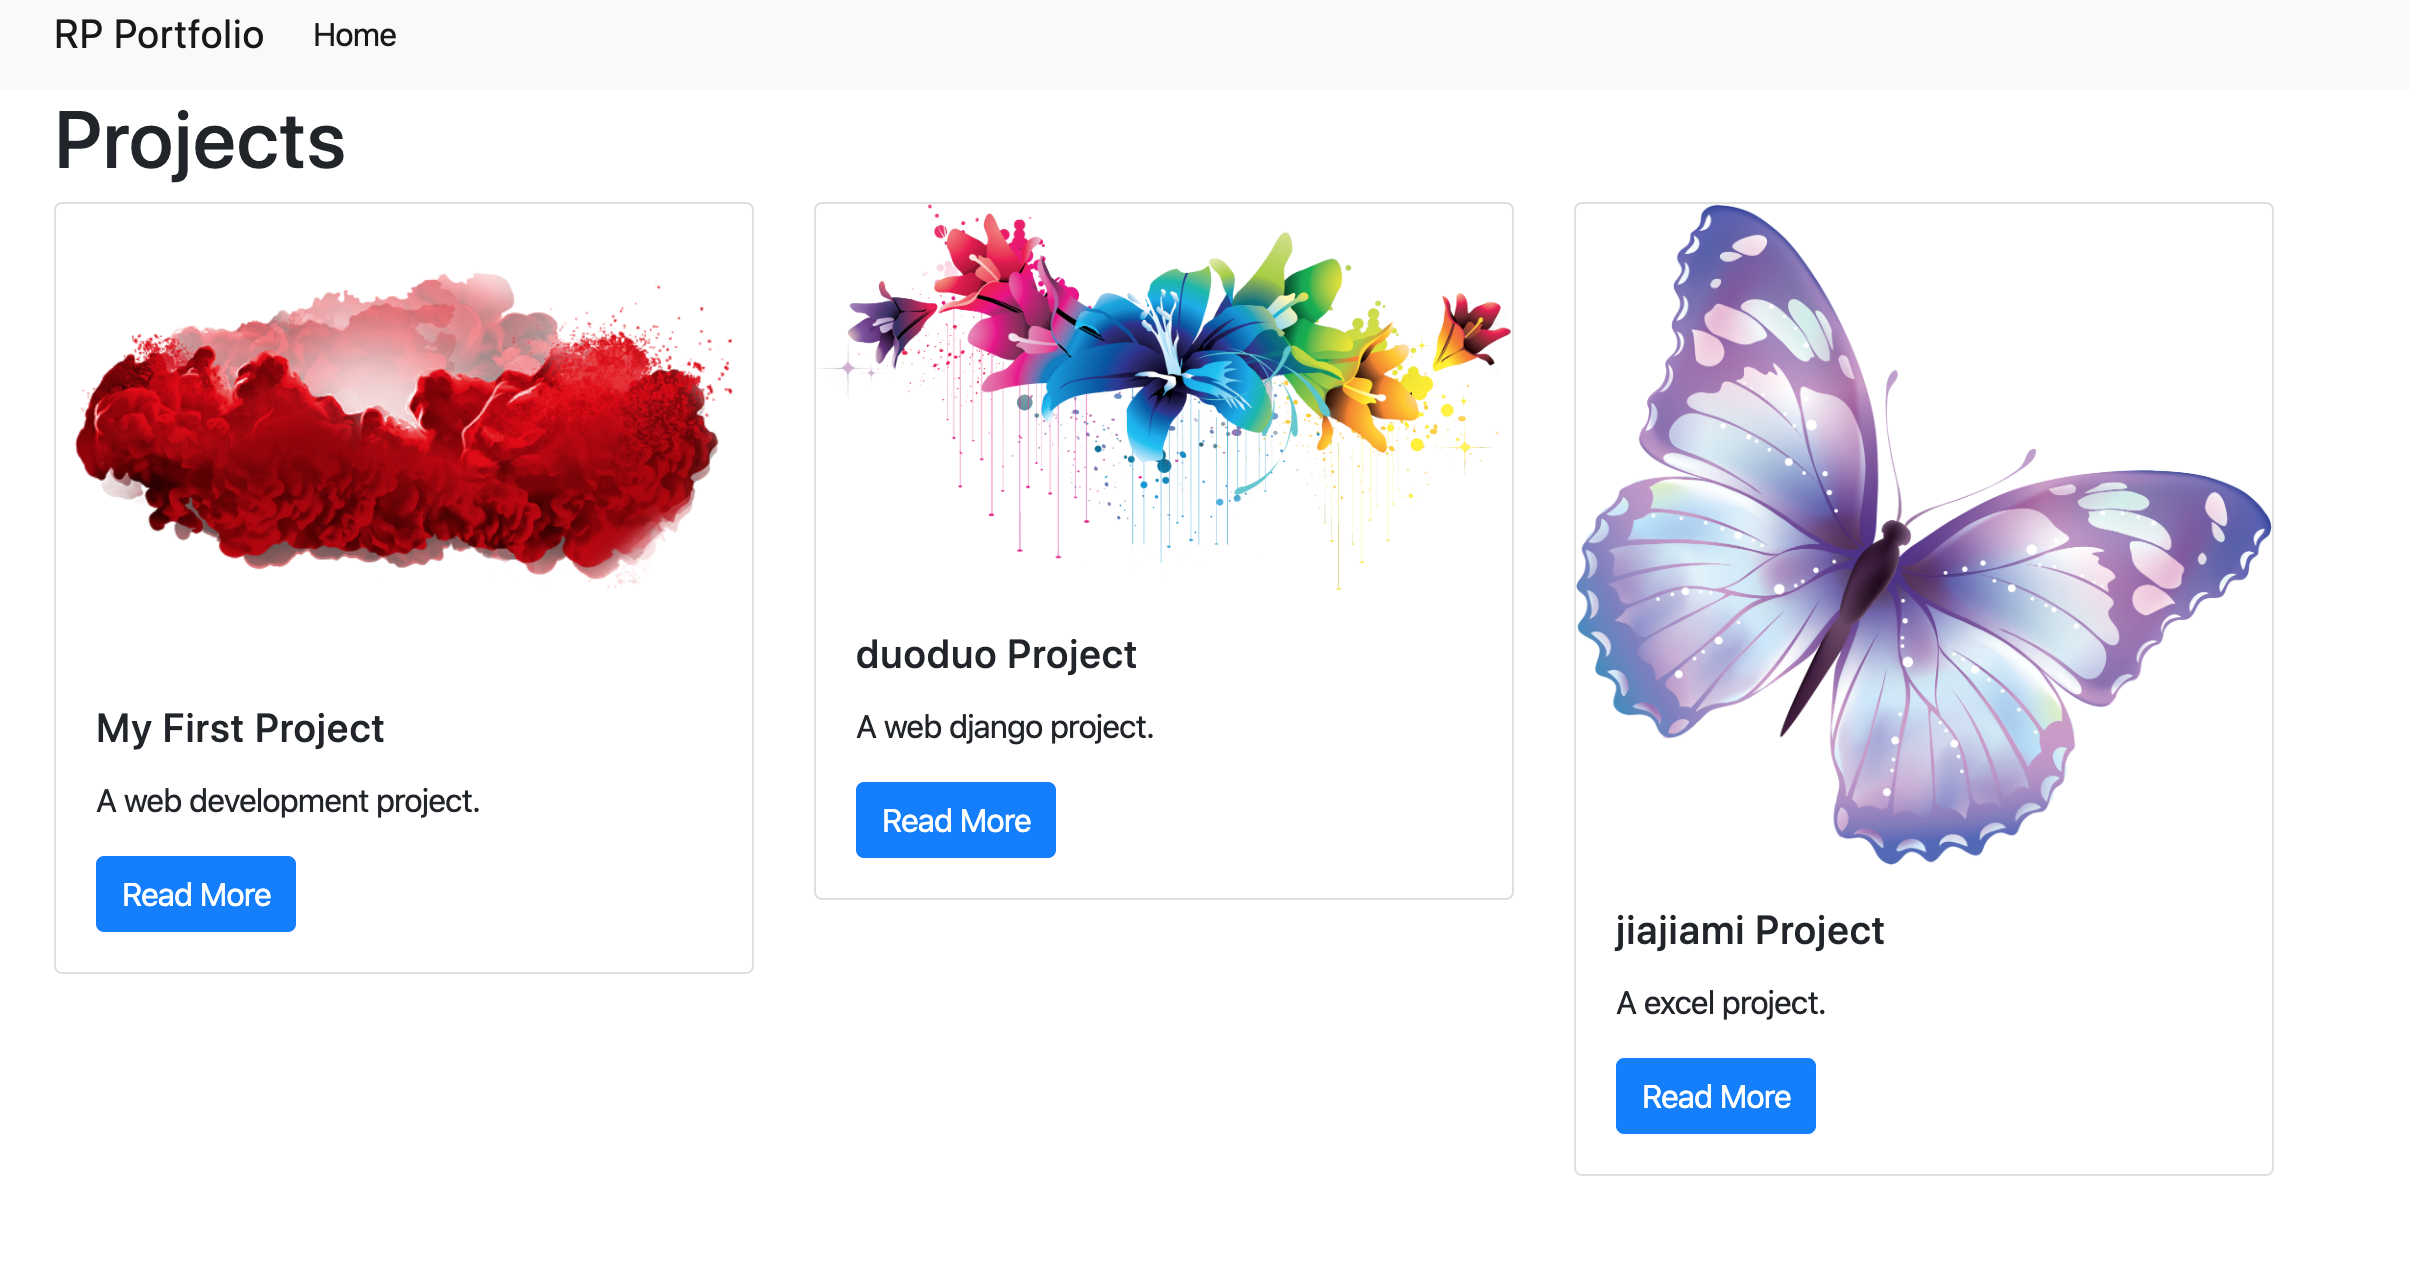 RP Portfolio Home
Projects
My First Project
A web development project.
Read More
duoduo Project
A web django project.
Read More
jiajiami Project
A excel project.
Read More